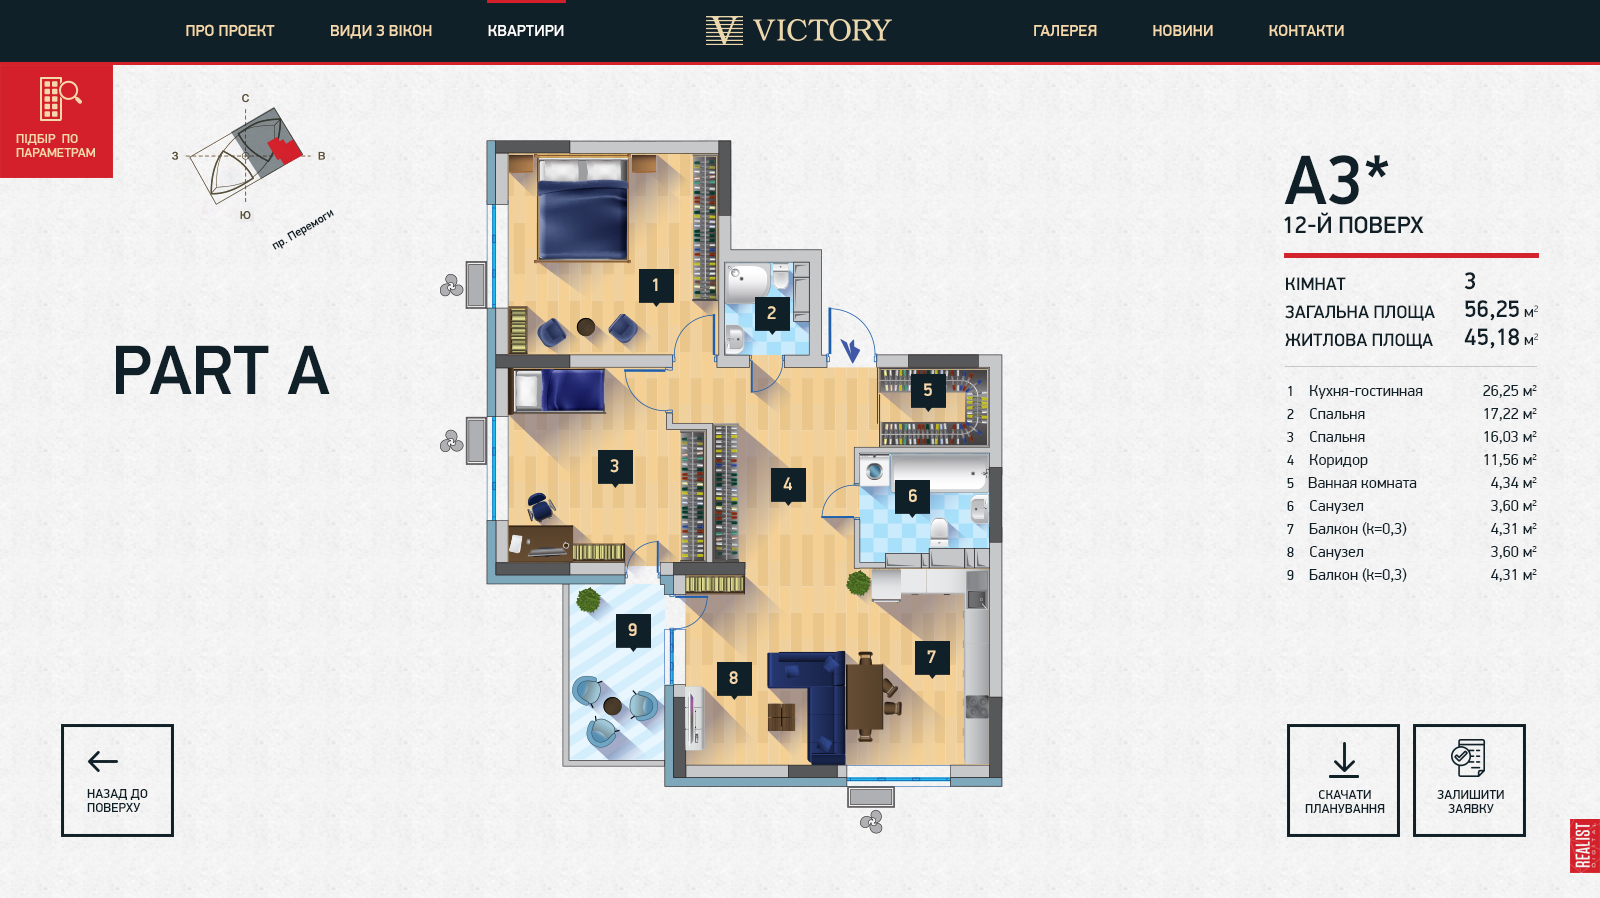 ПРО ПРОЕКТ
ВИДИ З ВІКОН
КВАРТИРИ
VICTORY
ГАЛЕРЕЯ
НОВИНИ
КОНТАКТИ
ПІДБІР ПО
ПАРАМЕТРАМ
С
З
В
Ю
пр. Перемоги
PART A
А3*
12-Й ПОВЕРХ
КІМНАТ 3
ЗАГАЛЬНА ПЛОЩА 56,25 м²
ЖИТЛОВА ПЛОЩА 45,18 м²
1 Кухня-гостинная 26,25 м²
2 Спальня 17,22 м²
3 Спальня 16,03 м²
4 Коридор 11,56 м²
5 Ванная комната 4,34 м²
6 Санузел 3,60 м²
7 Балкон (k=0,3) 4,31 м²
8 Санузел 3,60 м²
9 Балкон (k=0,3) 4,31 м²
1
2
5
3
4
6
9
7
8
НАЗАД ДО
ПОВЕРХУ
СКАЧАТИ
ПЛАНУВАННЯ
ЗАЛИШИТИ
ЗАЯВКУ
REALIST
DIGITAL